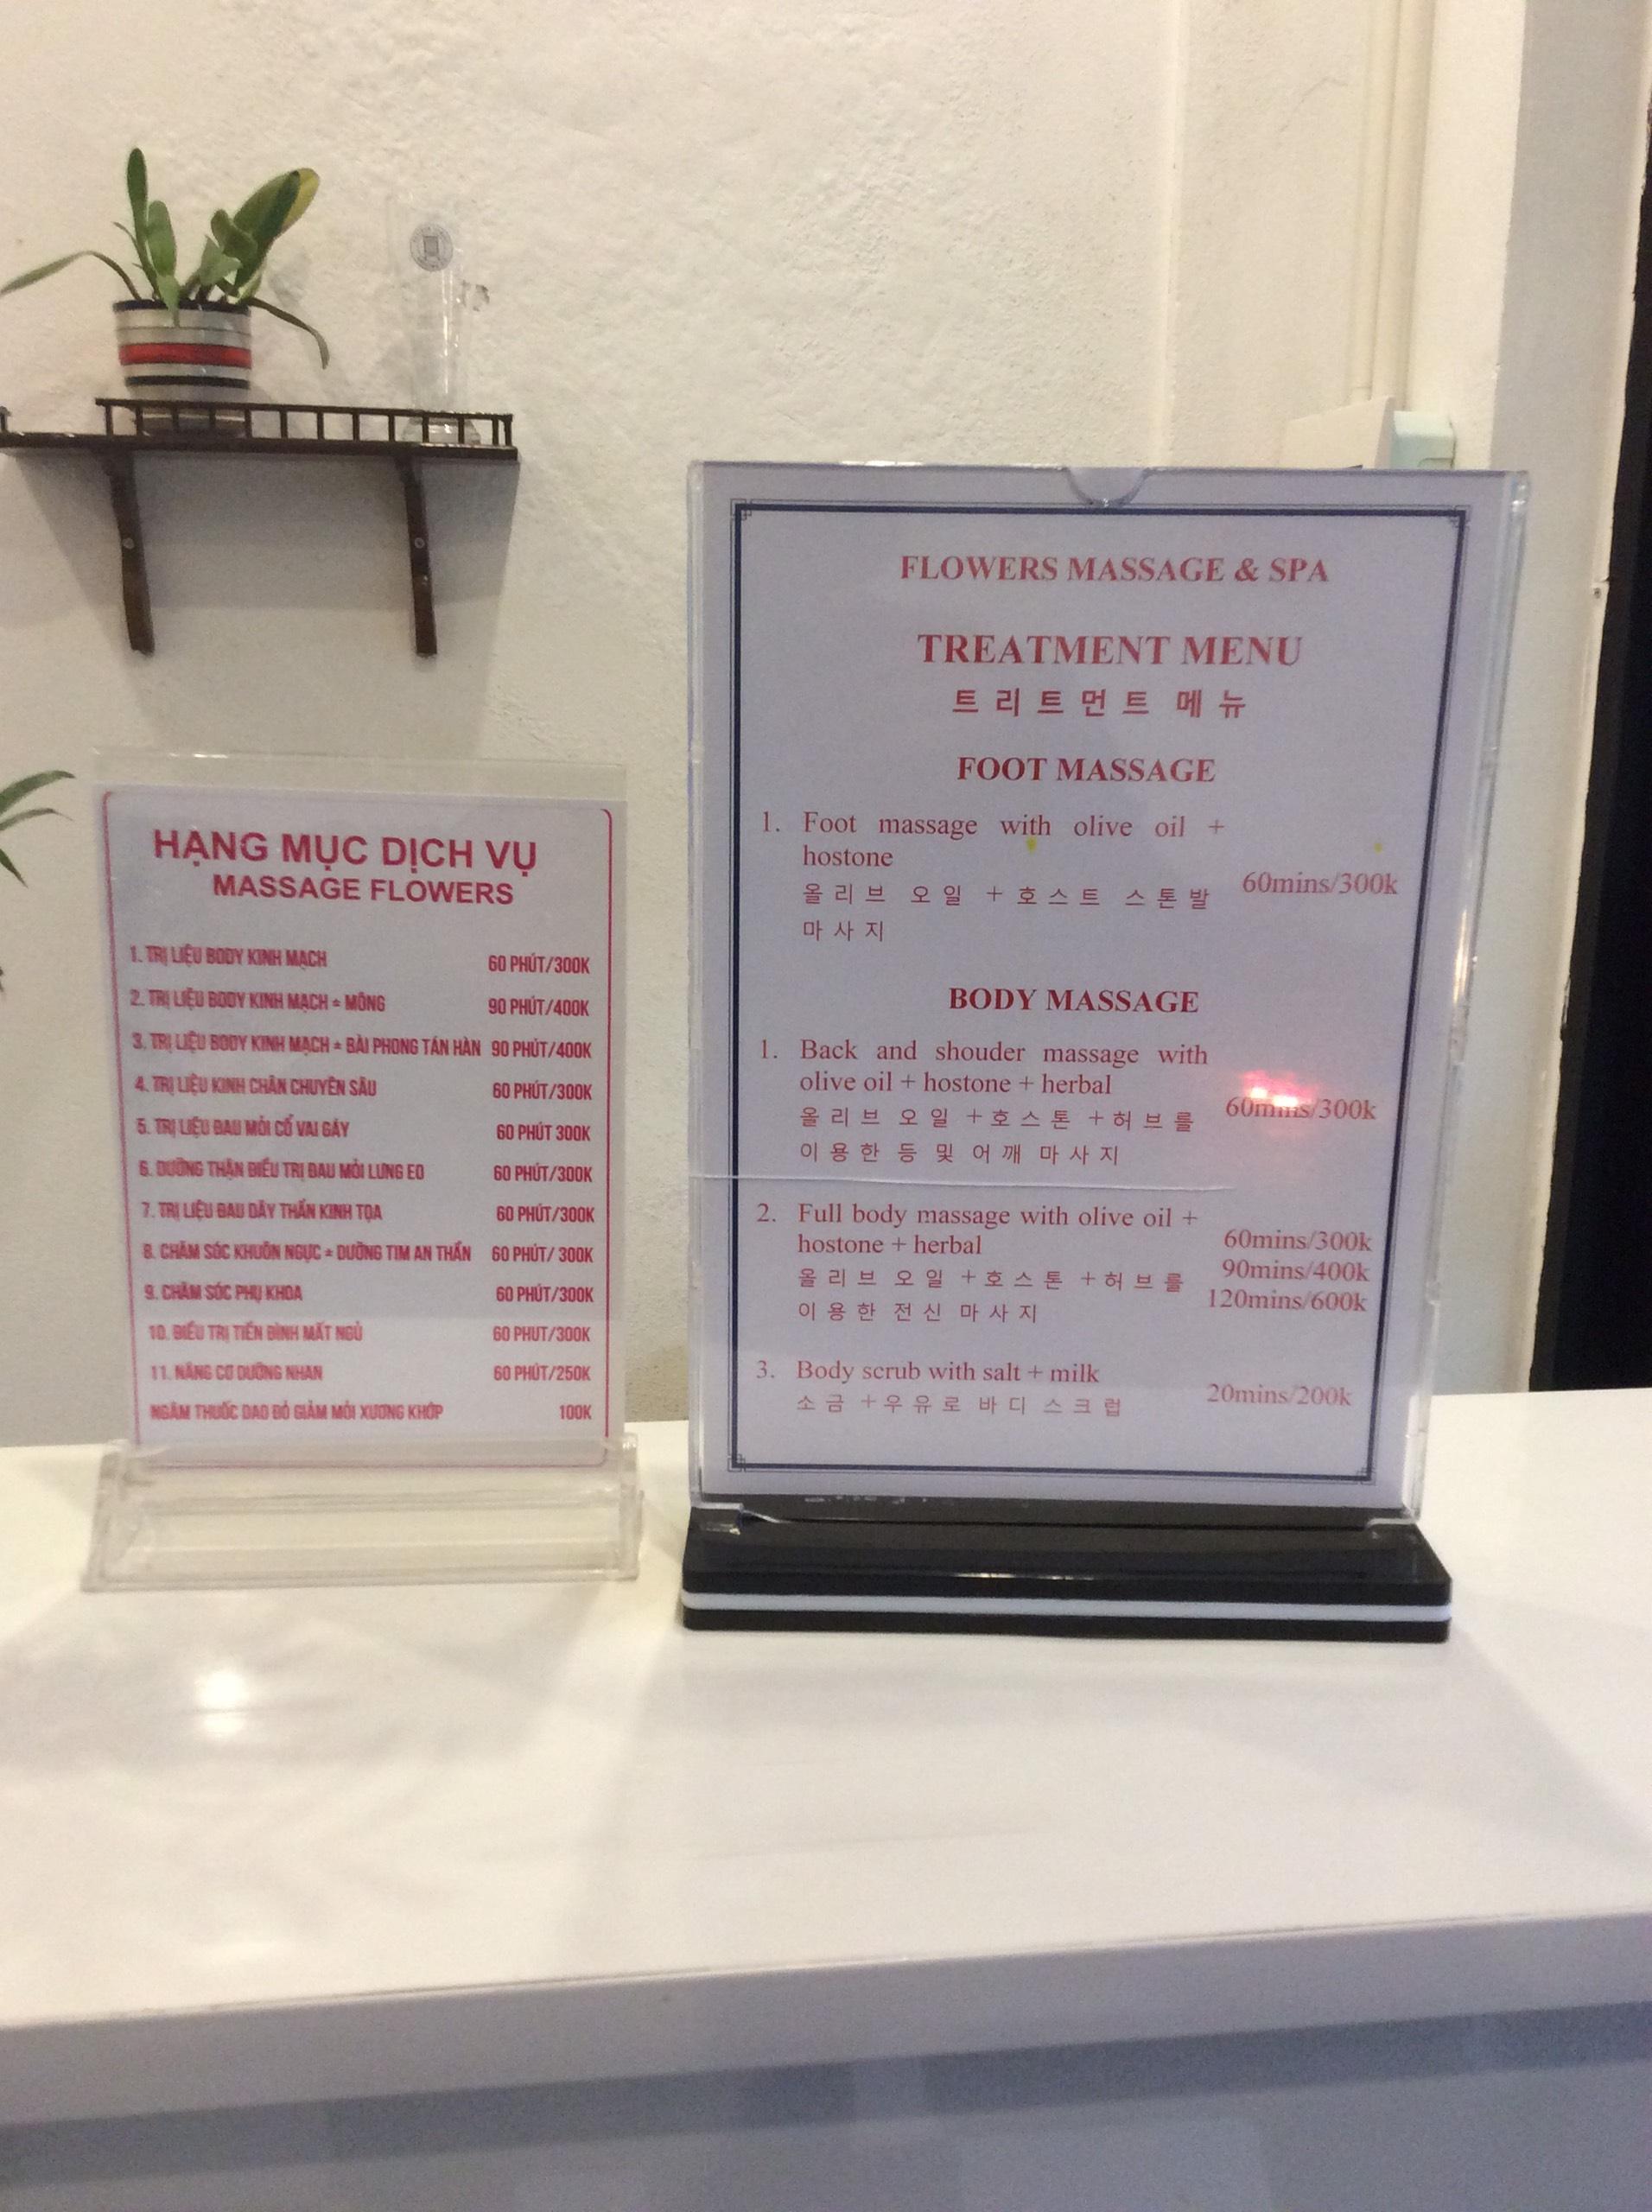 HẠNG MỤC DỊCH VỤ
MASSAGE FLOWERS
1. TRỊ LIỆU BODY KINH MẠCH 60 PHÚT/300K
2. TRỊ LIỆU BODY KINH MẠCH + MÔNG 90 PHÚT/400K
3. TRỊ LIỆU BODY KINH MẠCH + BÀI PHONG TÁN HÀN 90 PHÚT/400K
4. TRỊ LIỆU KINH CHÂN CHUYÊN SÂU 60 PHÚT/300K
5. TRỊ LIỆU ĐAU MỎI CỔ VAI GÁY 60 PHÚT 300K
6. DƯỠNG THẬN ĐIỀU TRỊ ĐAU MỎI LƯNG EO 60 PHÚT/300K
7. TRỊ LIỆU ĐAU DÂY THẦN KINH TỌA 60 PHÚT/300K
8. CHĂM SÓC KHUÔN NGỰC + DƯỠNG TIM AN THẦN 60 PHÚT/ 300K
9. CHĂM SÓC PHỤ KHOA 60 PHÚT/300K
10. ĐIỀU TRỊ TIỀN ĐÌNH MẤT NGỦ 60 PHÚT/300K
11. NÂNG CƠ DƯỠNG NHAN 60 PHÚT/250K
NGÂM THUỐC DAO ĐỎ GIẢM MỎI XƯƠNG KHỚP 100K
FLOWERS MASSAGE & SPA
TREATMENT MENU
트리트먼트 메뉴
FOOT MASSAGE
1. Foot massage with olive oil +
hostone
60mins/300k
올리브 오일 +호스트 스톤발
마사지
BODY MASSAGE
1. Back and shouder massage with
olive oil + hostone + herbal
60mins/300k
올리브 오일 +호스톤 +허브를
이용한 등 및 어깨 마사지
2. Full body massage with olive oil +
hostone + herbal
60mins/300k
90mins/400k
120mins/600k
올리브 오일 +호스톤 +허브를
이용한 전신 마사지
3. Body scrub with salt + milk
20mins/200k
소금 +우유로 바디 스크럽